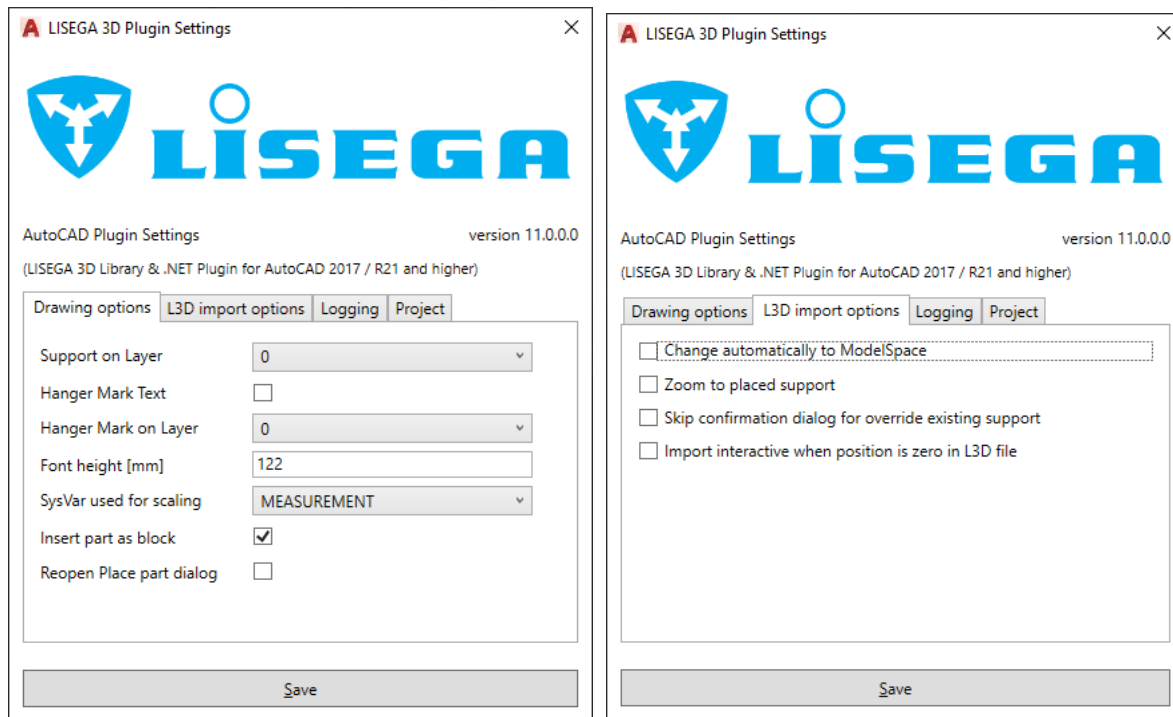 LISEGA 3D Plugin Settings
LISEGA
AutoCAD Plugin Settings version 11.0.0.0
(LISEGA 3D Library & .NET Plugin for AutoCAD 2017 / R21 and higher)
Drawing options L3D import options Logging Project
Support on Layer 0
Hanger Mark Text
Hanger Mark on Layer 0
Font height [mm] 122
SysVar used for scaling MEASUREMENT
Insert part as block
Reopen Place part dialog
Save
LISEGA 3D Plugin Settings
LISEGA
AutoCAD Plugin Settings version 11.0.0.0
(LISEGA 3D Library & .NET Plugin for AutoCAD 2017 / R21 and higher)
Drawing options L3D import options Logging Project
Change automatically to ModelSpace
Zoom to placed support
Skip confirmation dialog for override existing support
Import interactive when position is zero in L3D file
Save